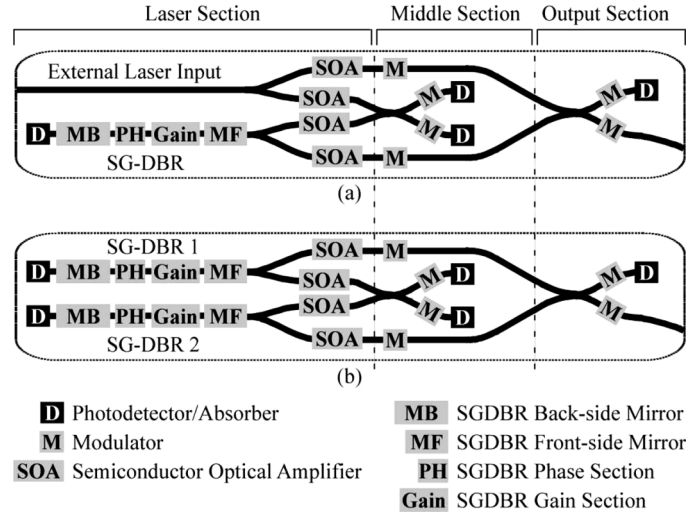 Laser Section Middle Section Output Section
External Laser Input
SOA M
SOA M D
D MB PH Gain MF SOA M D M D
SG-DBR SOA M M
(a)
SG-DBR 1 SOA M
D MB PH Gain MF SOA M D M D
D MB PH Gain MF SOA M D M
SG-DBR 2 SOA M
(b)
D Photodetector/Absorber
M Modulator
SOA Semiconductor Optical Amplifier
MB SGDBR Back-side Mirror
MF SGDBR Front-side Mirror
PH SGDBR Phase Section
Gain SGDBR Gain Section